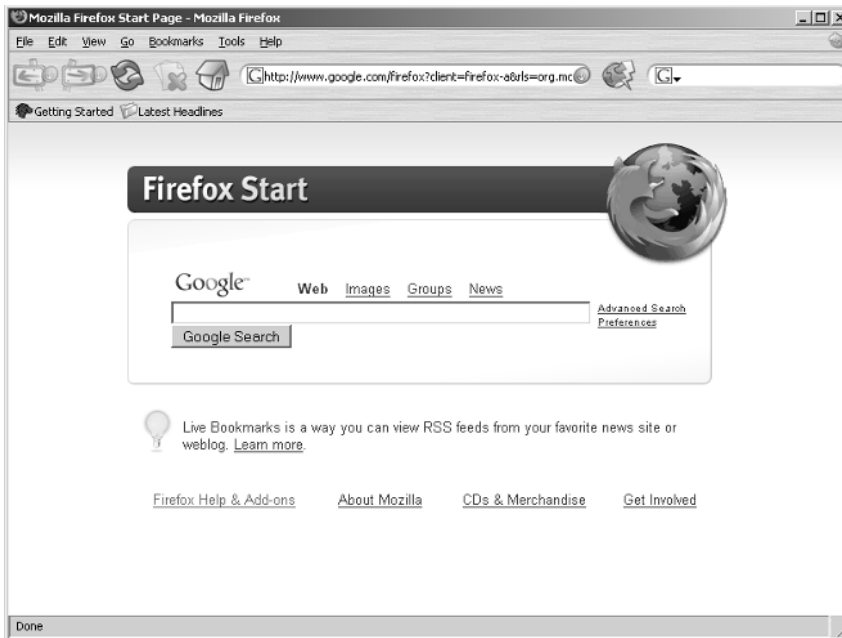 Mozilla Firefox Start Page - Mozilla Firefox
File Edit View Go Bookmarks Tools Help
G http://www.google.com/firefox?client=firefox-a&rls=org.mo G
Getting Started Latest Headlines
Firefox Start
Google™ Web Images Groups News
Advanced Search
Preferences
Google Search
Live Bookmarks is a way you can view RSS feeds from your favorite news site or
weblog. Learn more.
Firefox Help & Add-ons About Mozilla CDs & Merchandise Get Involved
Done